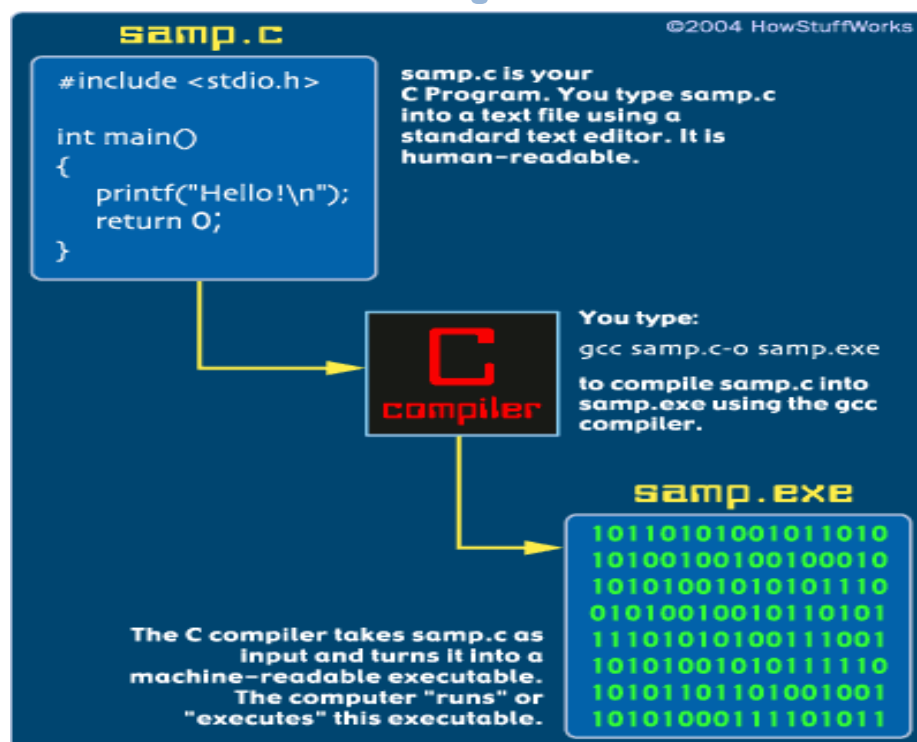 samp.c
©2004 HowStuffWorks
#include <stdio.h>
int main()
{
printf("Hello!\n");
return 0;
}
samp.c is your
C Program. You type samp.c
into a text file using a
standard text editor. It is
human-readable.
C
compiler
You type:
gcc samp.c-o samp.exe
to compile samp.c into
samp.exe using the gcc
compiler.
samp.exe
10110101001011010
10100100100100010
10101001010101110
01010010010110101
11101010100111001
10101001010111110
10101101101001001
10101000111101011
The C compiler takes samp.c as
input and turns it into a
machine-readable executable.
The computer "runs" or
"executes" this executable.